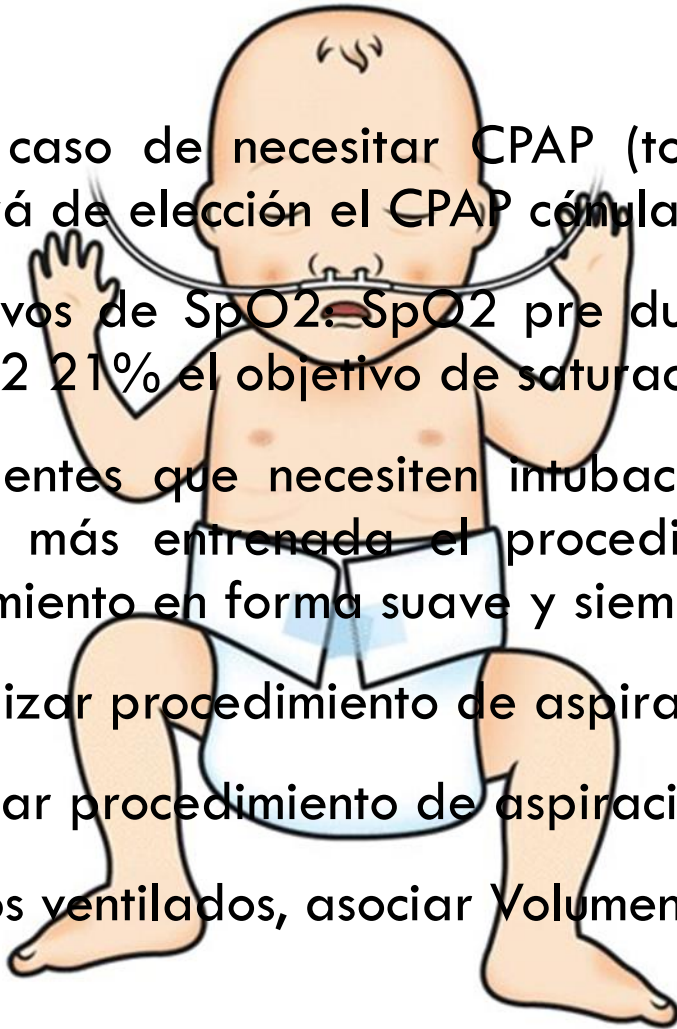 caso de necesitar CPAP (to
rá de elección el CPAP cánula
vos de SpO2: SpO2 pre du
2 21% el objetivo de saturac
entes que necesiten intubac
más entrenada el procedi
miento en forma suave y siem
izar procedimiento de aspira
ar procedimiento de aspiraci
os ventilados, asociar Volumen